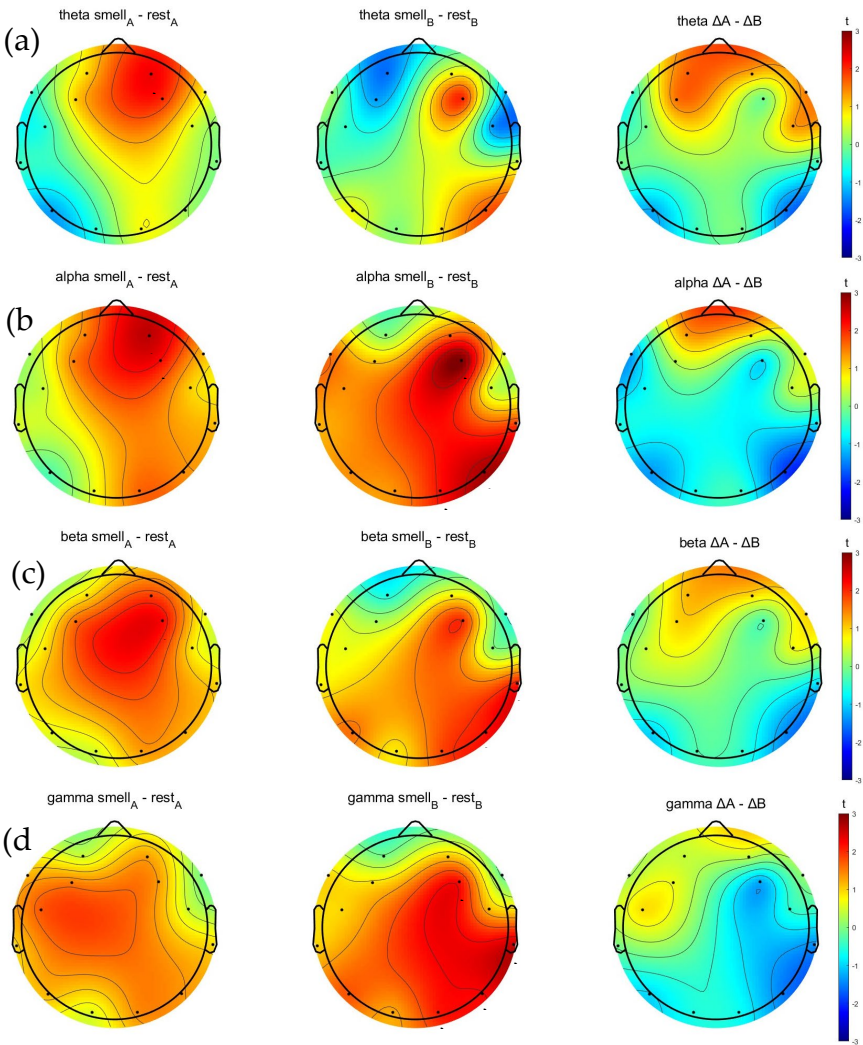 (a)
theta smell_A - rest_A
theta smell_B - rest_B
theta ΔA - ΔB
t
3
2
1
0
-1
-2
-3
(b
alpha smell_A - rest_A
alpha smell_B - rest_B
alpha ΔA - ΔB
t
3
2
1
0
-1
-2
-3
(c)
beta smell_A - rest_A
beta smell_B - rest_B
beta ΔA - ΔB
t
3
2
1
0
-1
-2
-3
(d
gamma smell_A - rest_A
gamma smell_B - rest_B
gamma ΔA - ΔB
t
3
2
1
0
-1
-2
-3